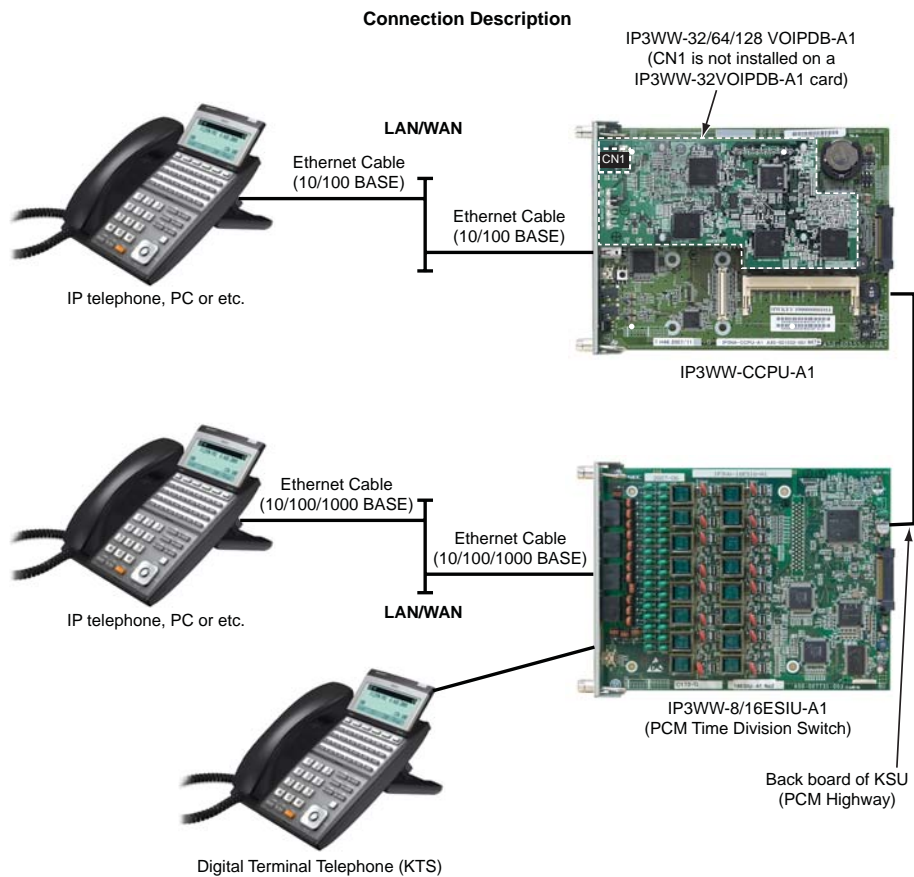 Connection Description
IP3WW-32/64/128 VOIPDB-A1
(CN1 is not installed on a
IP3WW-32VOIPDB-A1 card)
LAN/WAN
Ethernet Cable
(10/100 BASE)
CN1
Ethernet Cable
(10/100 BASE)
IP telephone, PC or etc.
IP3WW-CCPU-A1
Ethernet Cable
(10/100/1000 BASE)
Ethernet Cable
(10/100/1000 BASE)
LAN/WAN
IP telephone, PC or etc.
IP3WW-8/16ESIU-A1
(PCM Time Division Switch)
Back board of KSU
(PCM Highway)
Digital Terminal Telephone (KTS)